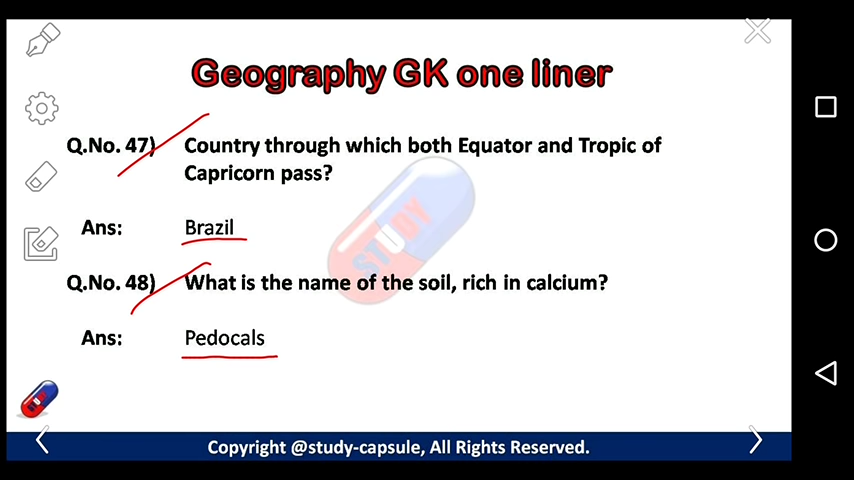 Geography GK one liner
Q.No. 47) Country through which both Equator and Tropic of
Capricorn pass?
Ans: Brazil
STUDY
Q.No. 48) What is the name of the soil, rich in calcium?
Ans: Pedocals
STUDY
Copyright @study-capsule, All Rights Reserved.